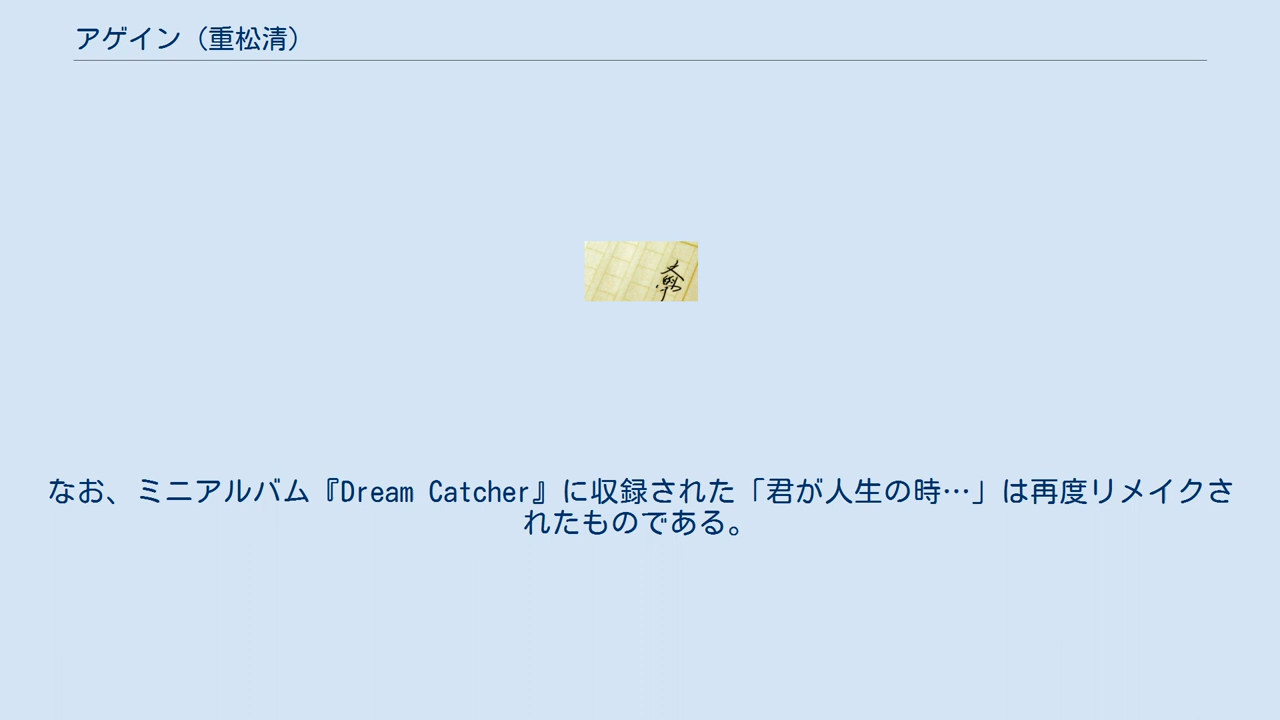 アゲイン（重松清）
なお、ミニアルバム『Dream Catcher』に収録された「君が人生の時…」は再度リメイクさ
れたものである。